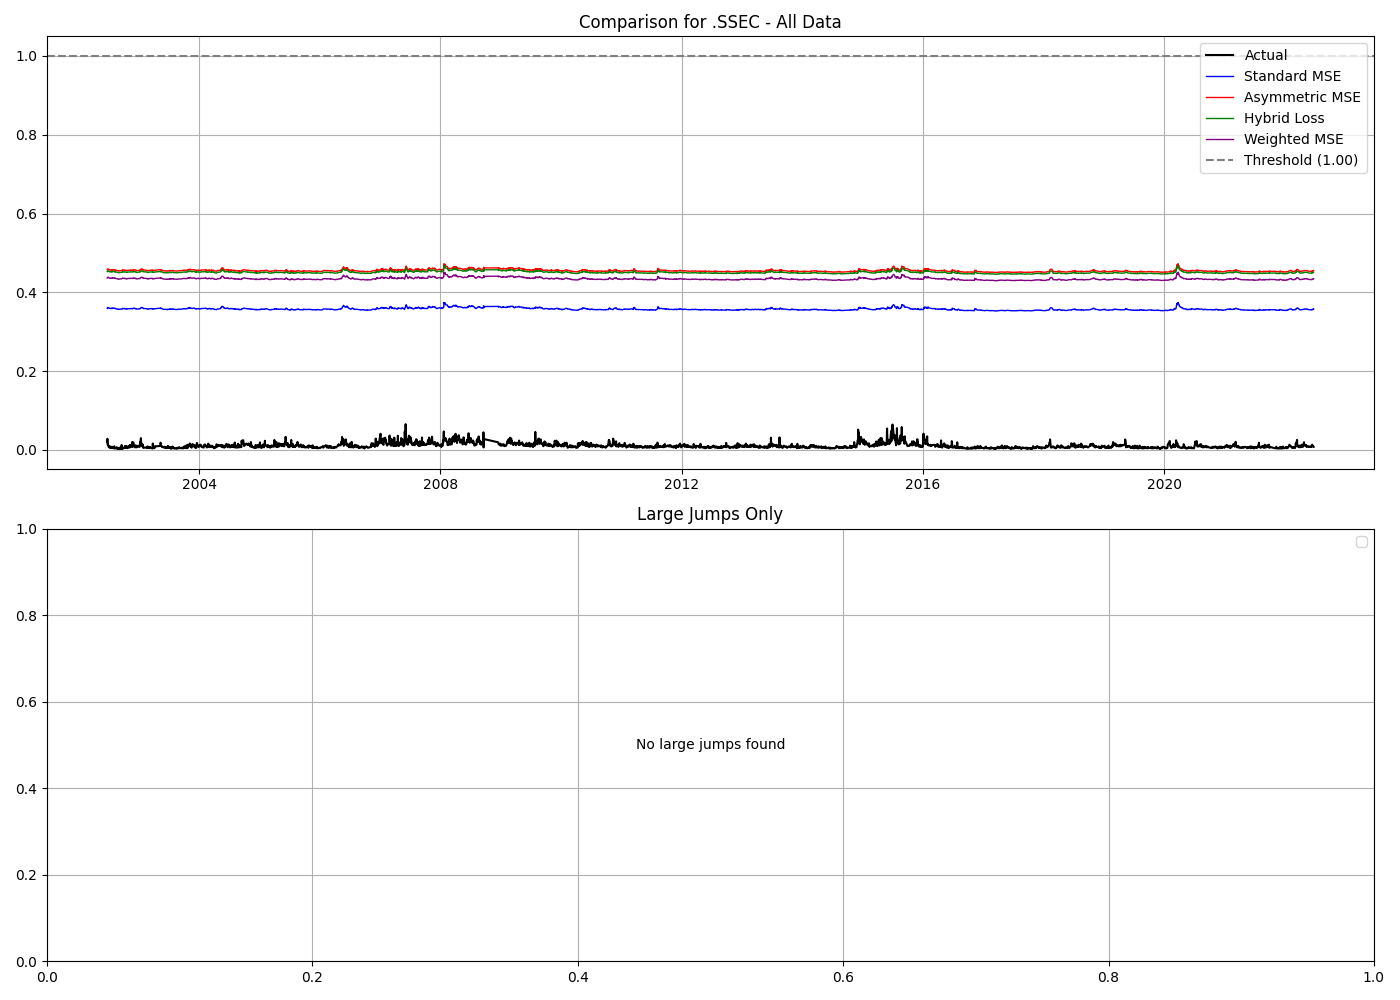 Comparison for .SSEC - All Data
1.0
0.8
0.6
0.4
0.2
0.0
Actual
Standard MSE
Asymmetric MSE
Hybrid Loss
Weighted MSE
Threshold (1.00)
2004 2008 2012 2016 2020
Large Jumps Only
1.0
0.8
0.6
0.4
0.2
0.0
No large jumps found
0.0 0.2 0.4 0.6 0.8 1.0